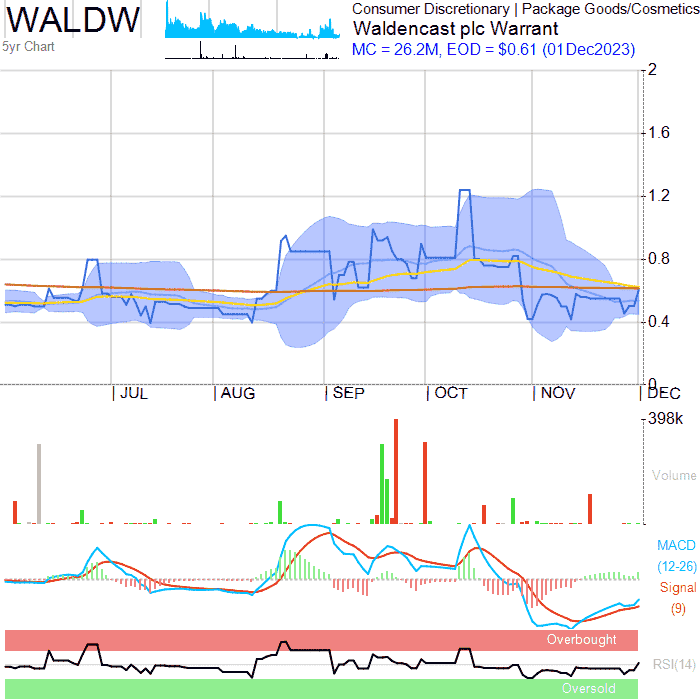 WALDW
5yr Chart
Consumer Discretionary | Package Goods/Cosmetics
Waldencast plc Warrant
MC = 26.2M, EOD = $0.61 (01Dec2023)
2
1.6
1.2
0.8
0.4
0
JUL AUG SEP OCT NOV DEC
398k
Volume
MACD
(12-26)
Signal
(9)
Overbought
RSI(14)
Oversold